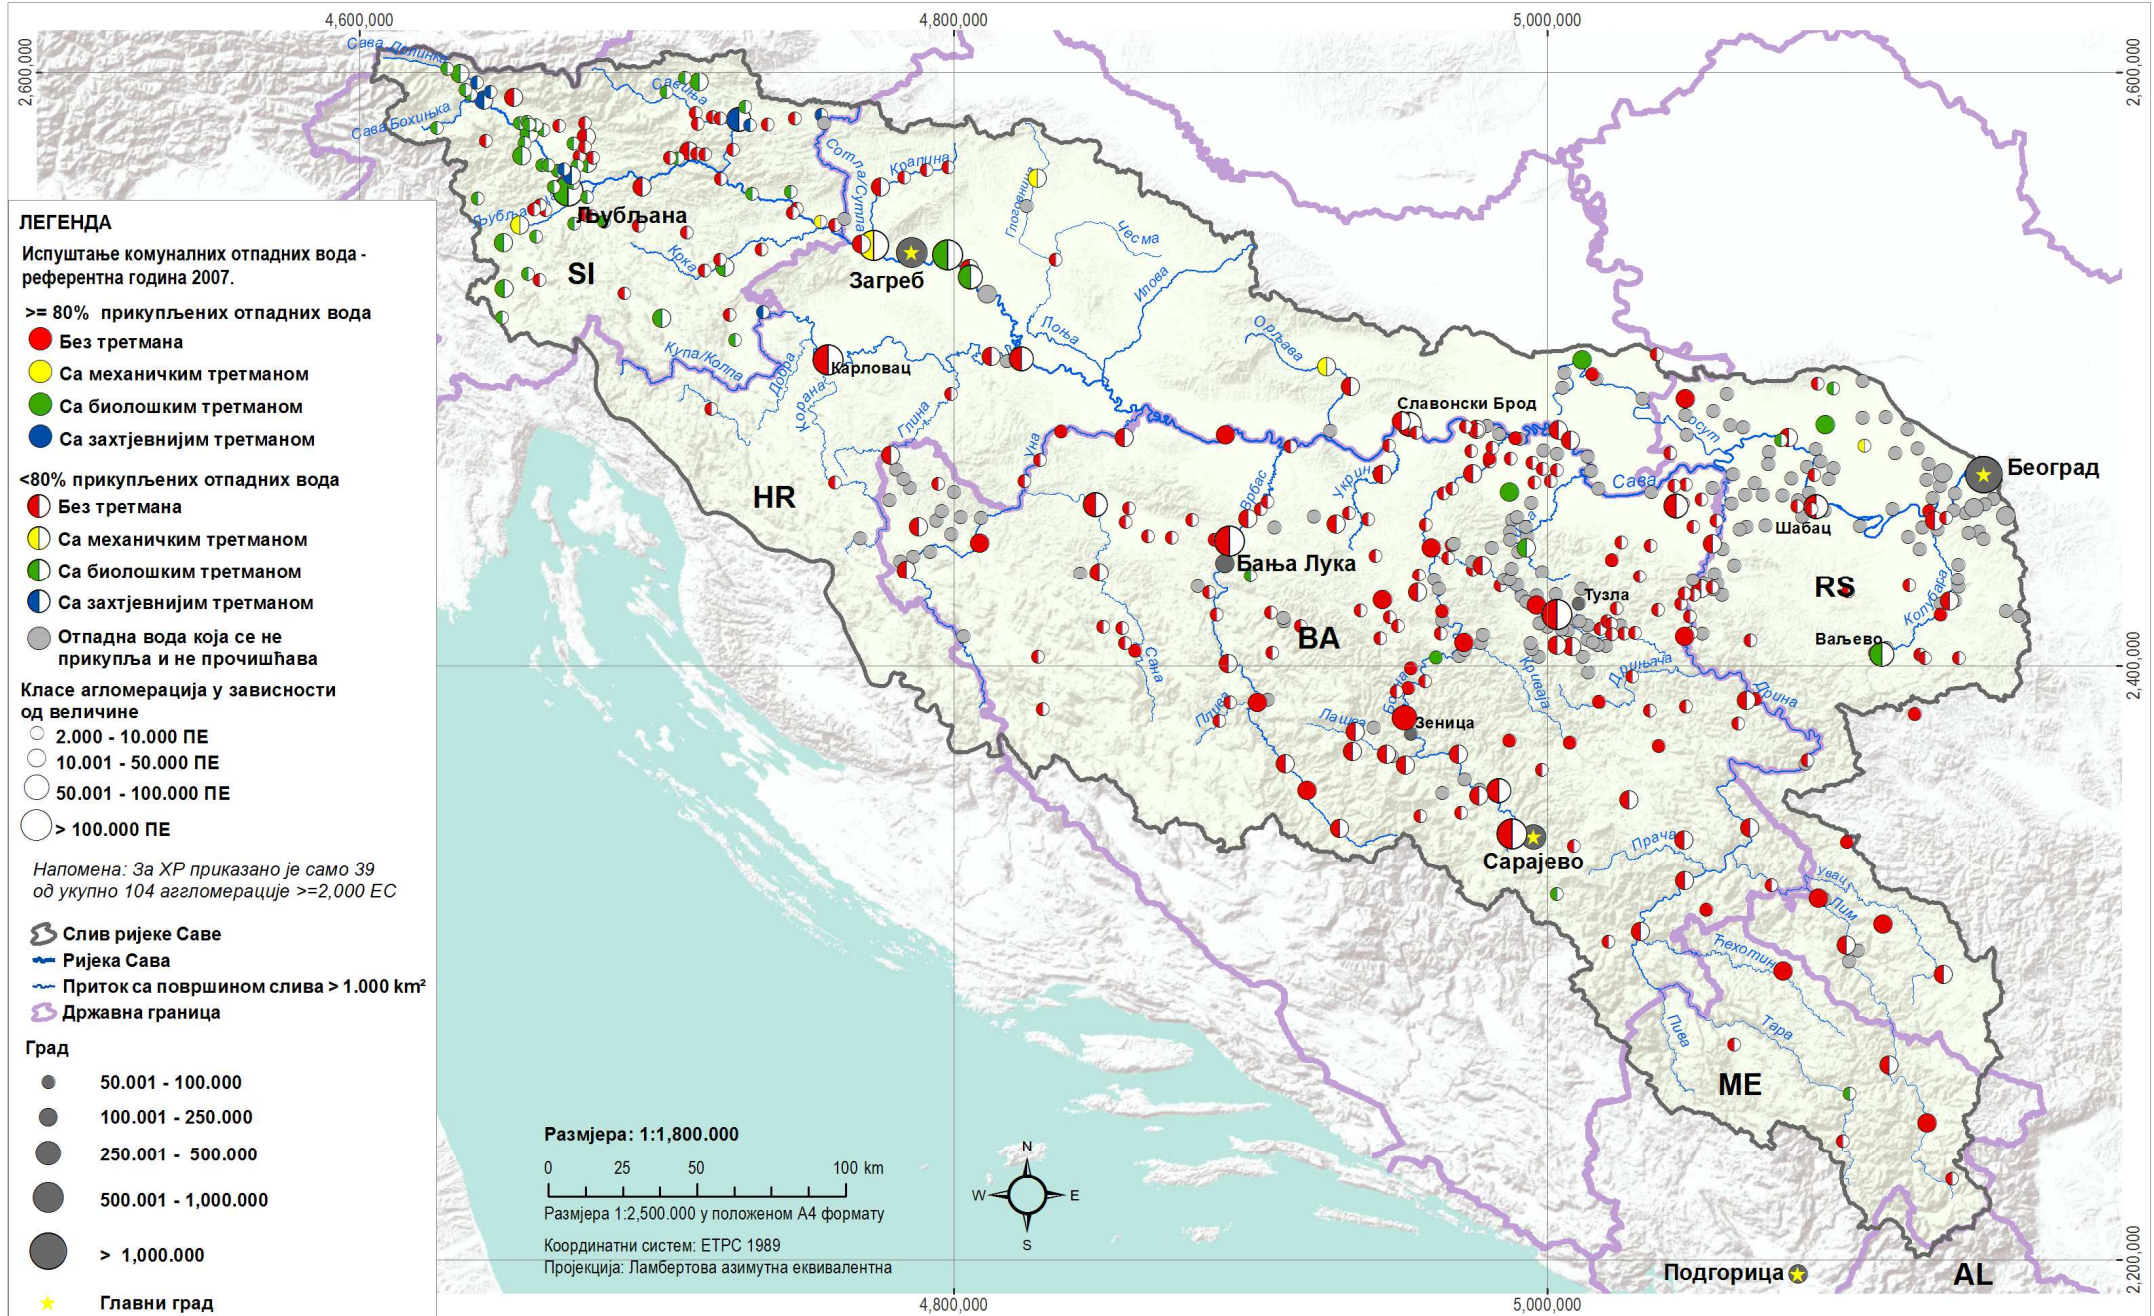 4,600,000
4,800,000
5,000,000
2,600,000
2,600,000
ЛЕГЕНДА
Испуштање комуналних отпадних вода -
референтна година 2007.
>= 80% прикупљених отпадних вода
Без третмана
Са механичким третманом
Са биолошким третманом
Са захтјевнијим третманом
<80% прикупљених отпадних вода
Без третмана
Са механичким третманом
Са биолошким третманом
Са захтјевнијим третманом
Отпадна вода која се не
прикупља и не прочишћава
Класе агломерација у зависности
од величине
2.000 - 10.000 ПЕ
10.001 - 50.000 ПЕ
50.001 - 100.000 ПЕ
> 100.000 ПЕ
Напомена: За ХР приказано је само 39
од укупно 104 аггломерације >=2,000 ЕС
Слив ријеке Саве
Ријека Сава
Приток са површином слива > 1.000 km²
Државна граница
Град
50.001 - 100.000
100.001 - 250.000
250.001 - 500.000
500.001 - 1,000.000
> 1,000.000
Главни град
Сава Долинка
Сава Бохињка
Савиња
Љубљана
SI
Крка
Сотла/Сутла
Крапина
Загреб
Глоговница
Чесма
Илова
Лоња
Орљава
Купа/Колпа
Добра
Корана
Карловац
Глина
HR
Уна
Славонски Брод
Врбас
Укрина
Босут
Сава
Београд
Шабац
RS
Колубара
Ваљево
Бања Лука
BA
Тузла
Сана
Плива
Лашва
Босна
Зеница
Криваја
Дрињача
Дрина
Сарајево
Прача
Увац
Лим
Ћехотина
Пива
Тара
ME
Подгорица
AL
2,400,000
2,200,000
Размјера: 1:1,800.000
0 25 50 100 km
Размјера 1:2,500.000 у положеном А4 формату
Координатни систем: ЕТРС 1989
Пројекција: Ламбертова азимутна еквивалентна
N
W E
S
4,800,000
5,000,000